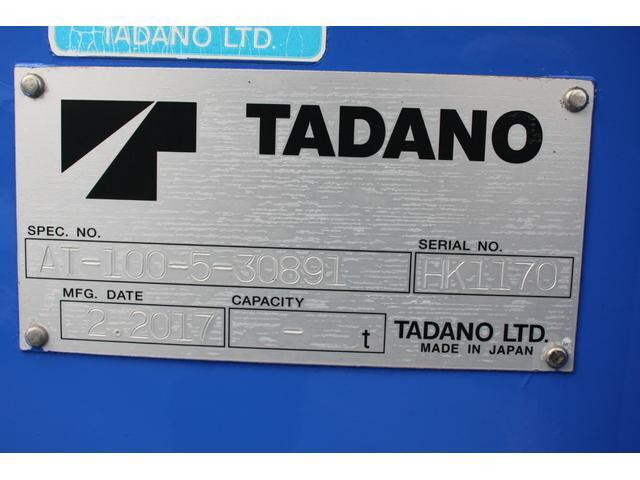 TADANO LTD.
TADANO
SPEC. NO.
SERIAL NO.
AT-100-5-30891
HK1170
MFG. DATE
CAPACITY
2.2017
- t
TADANO LTD.
MADE IN JAPAN